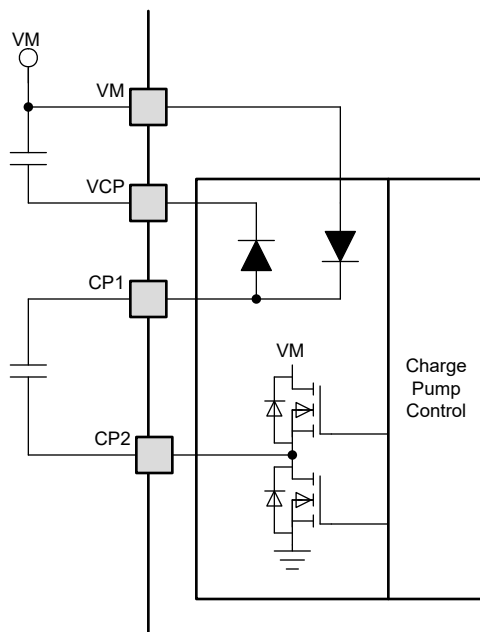 VM
VM
VCP
CP1
VM
Charge
Pump
Control
CP2